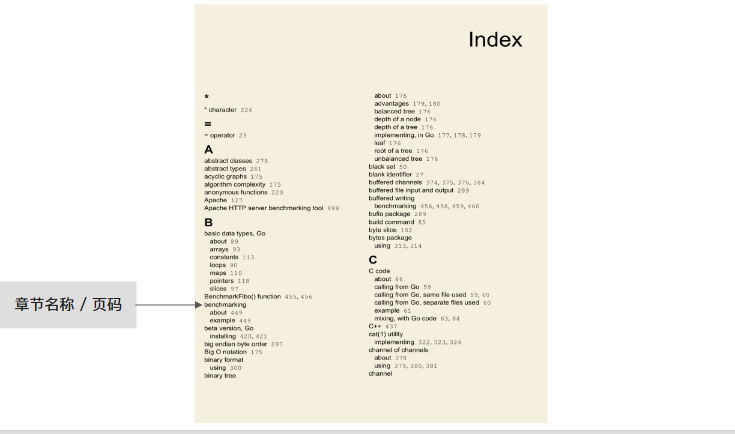 Index
*
* character 226
=
= operator 23
A
abstract classes 278
abstract types 261
acyclic graphs 175
algorithm complexity 175
anonymous functions 220
Apache 127
Apache HTTP server benchmarking tool 499
B
basic data types, Go
about 89
arrays 93
constants 113
loops 90
maps 110
pointers 118
slices 97
BenchmarkFibo() function 455, 456
benchmarking
about 449
example 449
beta version, Go
installing 420, 421
big endian byte order 297
Big O notation 175
binary format
using 300
binary tree
about 176
advantages 179, 180
balanced tree 176
depth of a node 176
depth of a tree 176
implementing, in Go 177, 178, 179
leaf 176
root of a tree 176
unbalanced tree 176
black set 50
blank identifier 27
buffered channels 374, 375, 376, 384
buffered file input and output 289
buffered writing
benchmarking 456, 458, 459, 460
bufio package 289
build command 85
byte slice 102
bytes package
using 313, 314
C
C code
about 66
calling from Go 59
calling from Go, same file used 59, 60
calling from Go, separate files used 60
example 61
mixing, with Go code 63, 64
C++ 437
cat(1) utility
implementing 322, 323, 324
channel of channels
about 378
using 379, 380, 381
channel
章节名称 / 页码